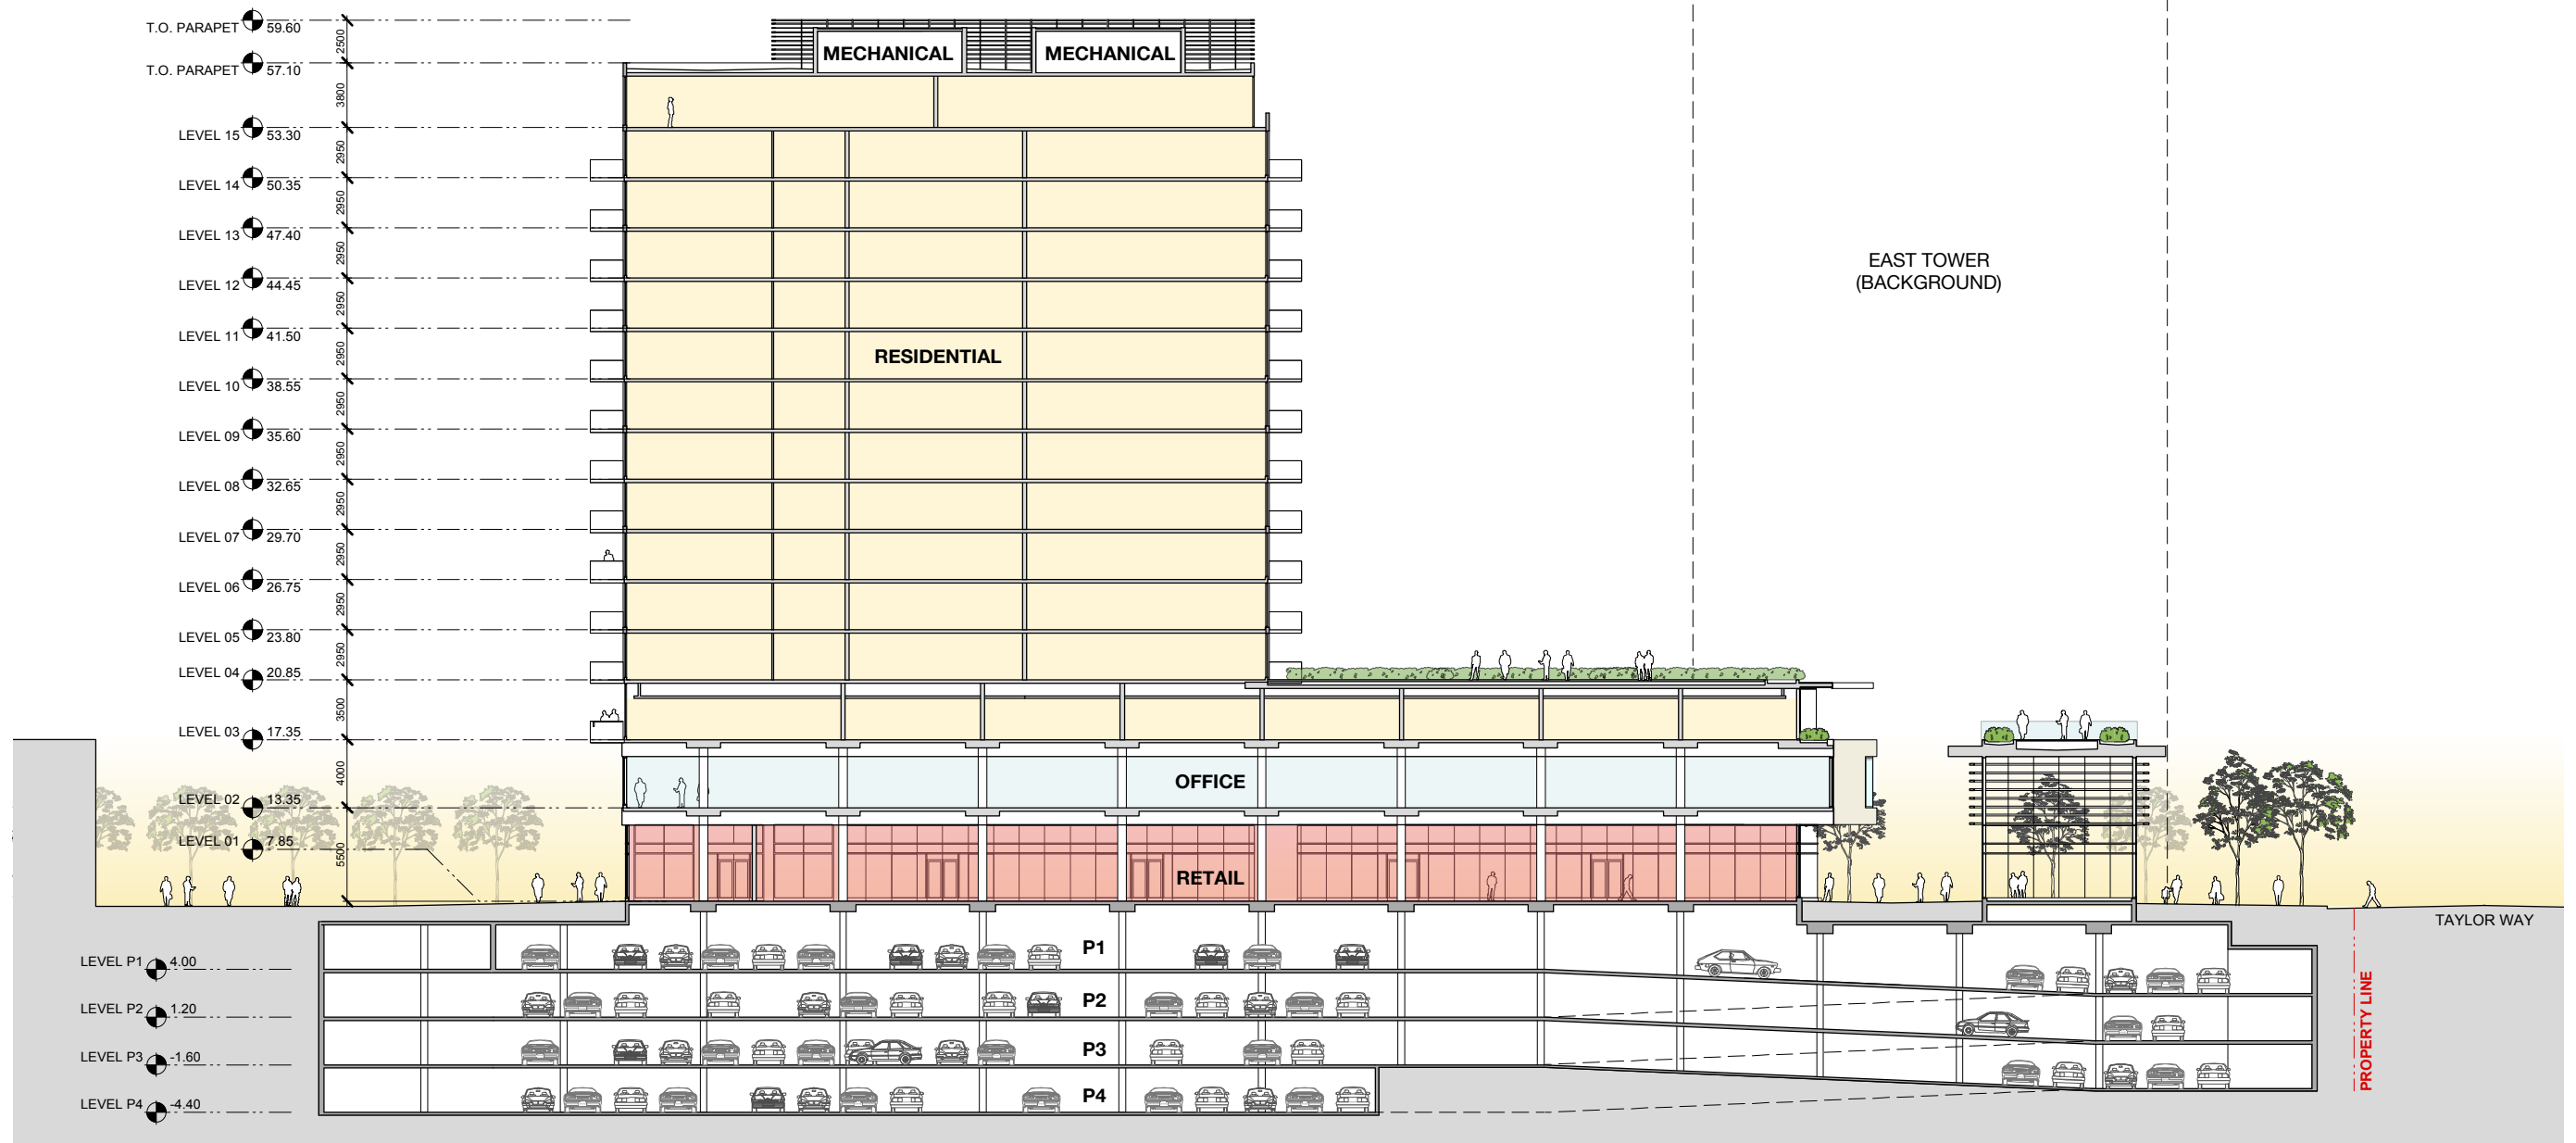 T.O. PARAPET 59.60
2500
T.O. PARAPET 57.10
MECHANICAL MECHANICAL
3800
LEVEL 15 53.30
2950
LEVEL 14 50.35
2950
LEVEL 13 47.40
2950
LEVEL 12 44.45
2950
LEVEL 11 41.50
2950
LEVEL 10 38.55
2950
LEVEL 09 35.60
2950
LEVEL 08 32.65
2950
LEVEL 07 29.70
2950
LEVEL 06 26.75
2950
LEVEL 05 23.80
2950
LEVEL 04 20.85
3500
LEVEL 03 17.35
4000
LEVEL 02 13.35
LEVEL 01 7.85
5500
RESIDENTIAL
EAST TOWER
(BACKGROUND)
OFFICE
RETAIL
TAYLOR WAY
LEVEL P1 4.00
P1
LEVEL P2 1.20
P2
LEVEL P3 -1.60
P3
LEVEL P4 -4.40
P4
PROPERTY LINE